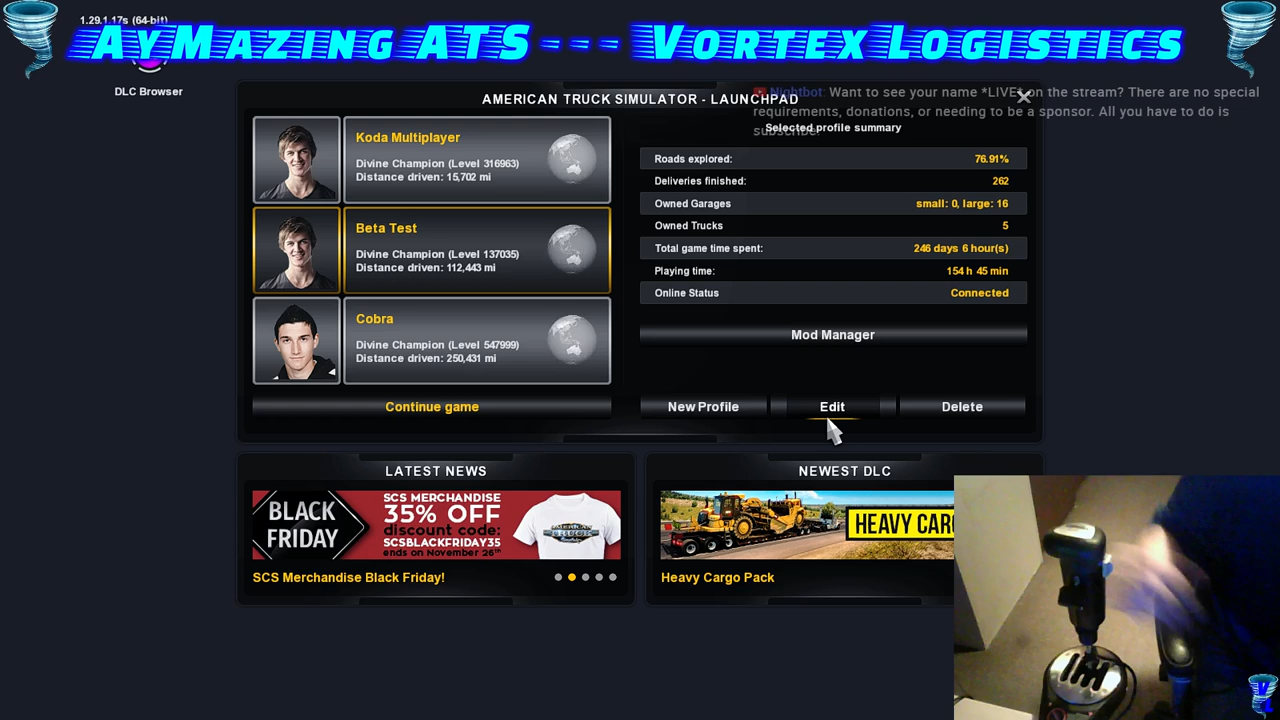 1.29.1.17s (64-bit)
AyMazing ATS --- Vortex Logistics
DLC Browser
AMERICAN TRUCK SIMULATOR - LAUNCHPAD
Nightbot: Want to see your name *LIVE* on the stream? There are no special
requirements, donations, or needing to be a sponsor. All you have to do is
subscribe.
Koda Multiplayer
Divine Champion (Level 316963)
Distance driven: 15,702 mi
Beta Test
Divine Champion (Level 137035)
Distance driven: 112,443 mi
Cobra
Divine Champion (Level 547999)
Distance driven: 250,431 mi
Continue game
Selected profile summary
Roads explored: 76.91%
Deliveries finished: 262
Owned Garages small: 0, large: 16
Owned Trucks 5
Total game time spent: 246 days 6 hour(s)
Playing time: 154 h 45 min
Online Status Connected
Mod Manager
New Profile Edit Delete
LATEST NEWS
BLACK
FRIDAY
SCS MERCHANDISE
35% OFF
discount code:
SCSBLACKFRIDAY35
ends on November 26th
SCS Merchandise Black Friday!
NEWEST DLC
HEAVY CARG
Heavy Cargo Pack